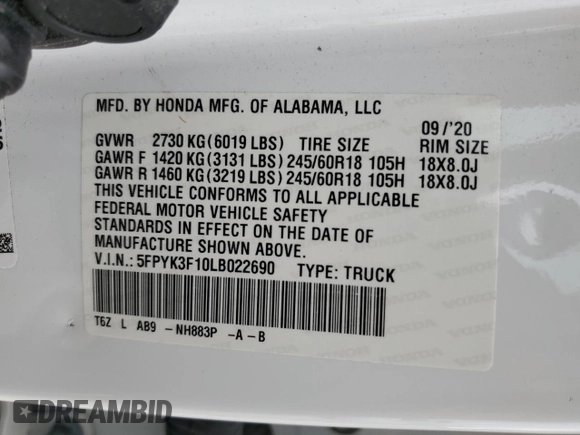 MFD. BY HONDA MFG. OF ALABAMA, LLC 09/'20
GVWR 2730 KG(6019 LBS) TIRE SIZE RIM SIZE
GAWR F 1420 KG(3131 LBS) 245/60R18 105H 18X8.0J
GAWR R 1460 KG(3219 LBS) 245/60R18 105H 18X8.0J
THIS VEHICLE CONFORMS TO ALL APPLICABLE
FEDERAL MOTOR VEHICLE SAFETY
STANDARDS IN EFFECT ON THE DATE OF
MANUFACTURE SHOWN ABOVE.
V.I.N.: 5FPYK3F10LB022690 TYPE: TRUCK
T6Z L AB9 -NH883P -A-B
DREAMBID